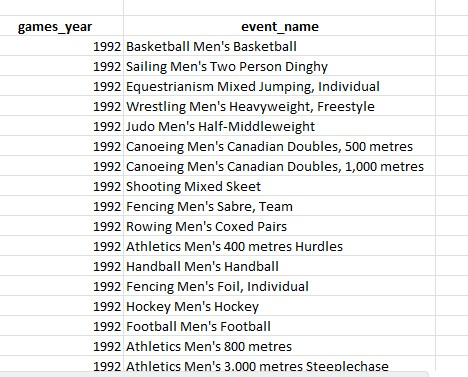 games_year event_name
1992 Basketball Men's Basketball
1992 Sailing Men's Two Person Dinghy
1992 Equestrianism Mixed Jumping, Individual
1992 Wrestling Men's Heavyweight, Freestyle
1992 Judo Men's Half-Middleweight
1992 Canoeing Men's Canadian Doubles, 500 metres
1992 Canoeing Men's Canadian Doubles, 1,000 metres
1992 Shooting Mixed Skeet
1992 Fencing Men's Sabre, Team
1992 Rowing Men's Coxed Pairs
1992 Athletics Men's 400 metres Hurdles
1992 Handball Men's Handball
1992 Fencing Men's Foil, Individual
1992 Hockey Men's Hockey
1992 Football Men's Football
1992 Athletics Men's 800 metres
1992 Athletics Men's 3,000 metres Steeplechase